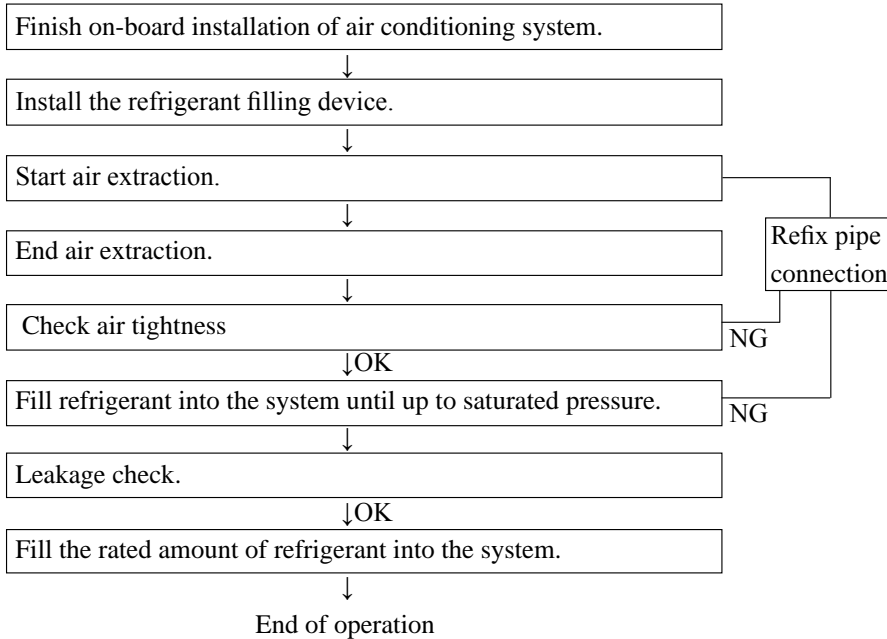 Finish on-board installation of air conditioning system.
↓
Install the refrigerant filling device.
↓
Start air extraction.
↓
End air extraction.
Refix pipe
connection
↓
Check air tightness
NG
↓OK
Fill refrigerant into the system until up to saturated pressure.
NG
↓
Leakage check.
↓OK
Fill the rated amount of refrigerant into the system.
↓
End of operation